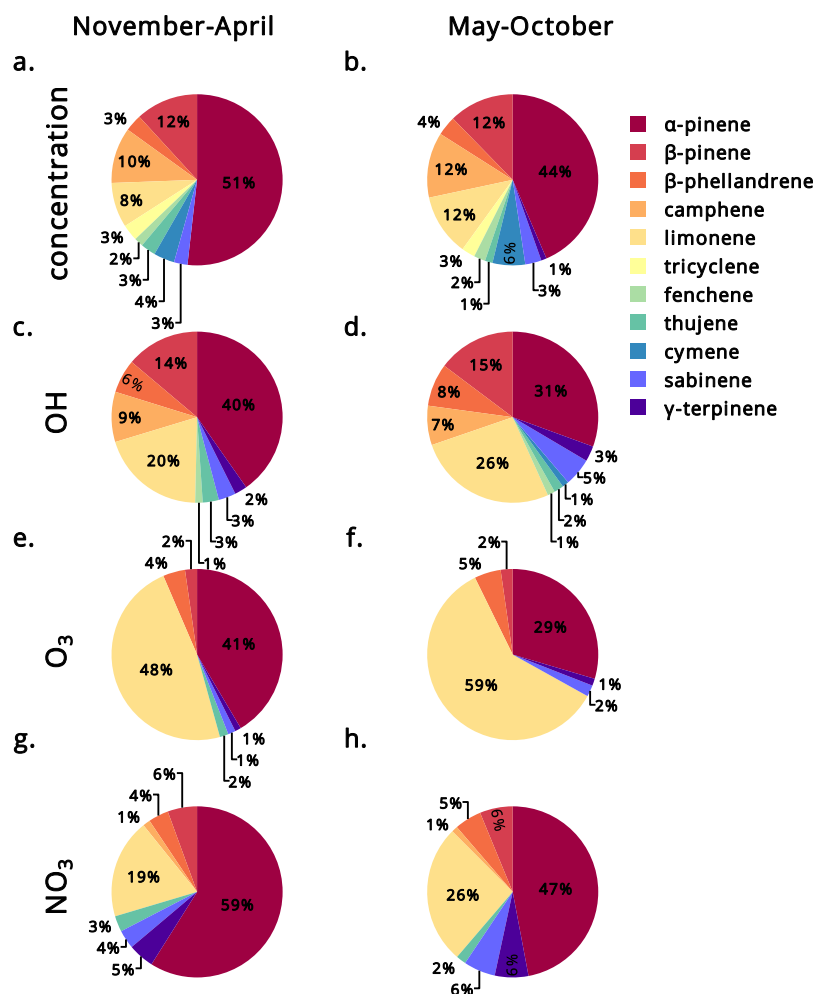 November-April
May-October
a.
b.
concentration
51%
12%
3%
10%
8%
3%
2%
3%
4%
3%
44%
12%
4%
12%
12%
3%
2%
1%
6%
3%
1%
α-pinene
β-pinene
β-phellandrene
camphene
limonene
tricyclene
fenchene
thujene
cymene
sabinene
γ-terpinene
c.
d.
OH
40%
14%
6%
9%
20%
1%
3%
3%
2%
31%
15%
8%
7%
26%
1%
2%
1%
5%
3%
e.
f.
O₃
41%
2%
4%
48%
2%
1%
1%
29%
2%
5%
59%
2%
1%
g.
h.
NO₃
59%
6%
4%
1%
19%
3%
4%
5%
47%
6%
5%
1%
26%
2%
6%
6%